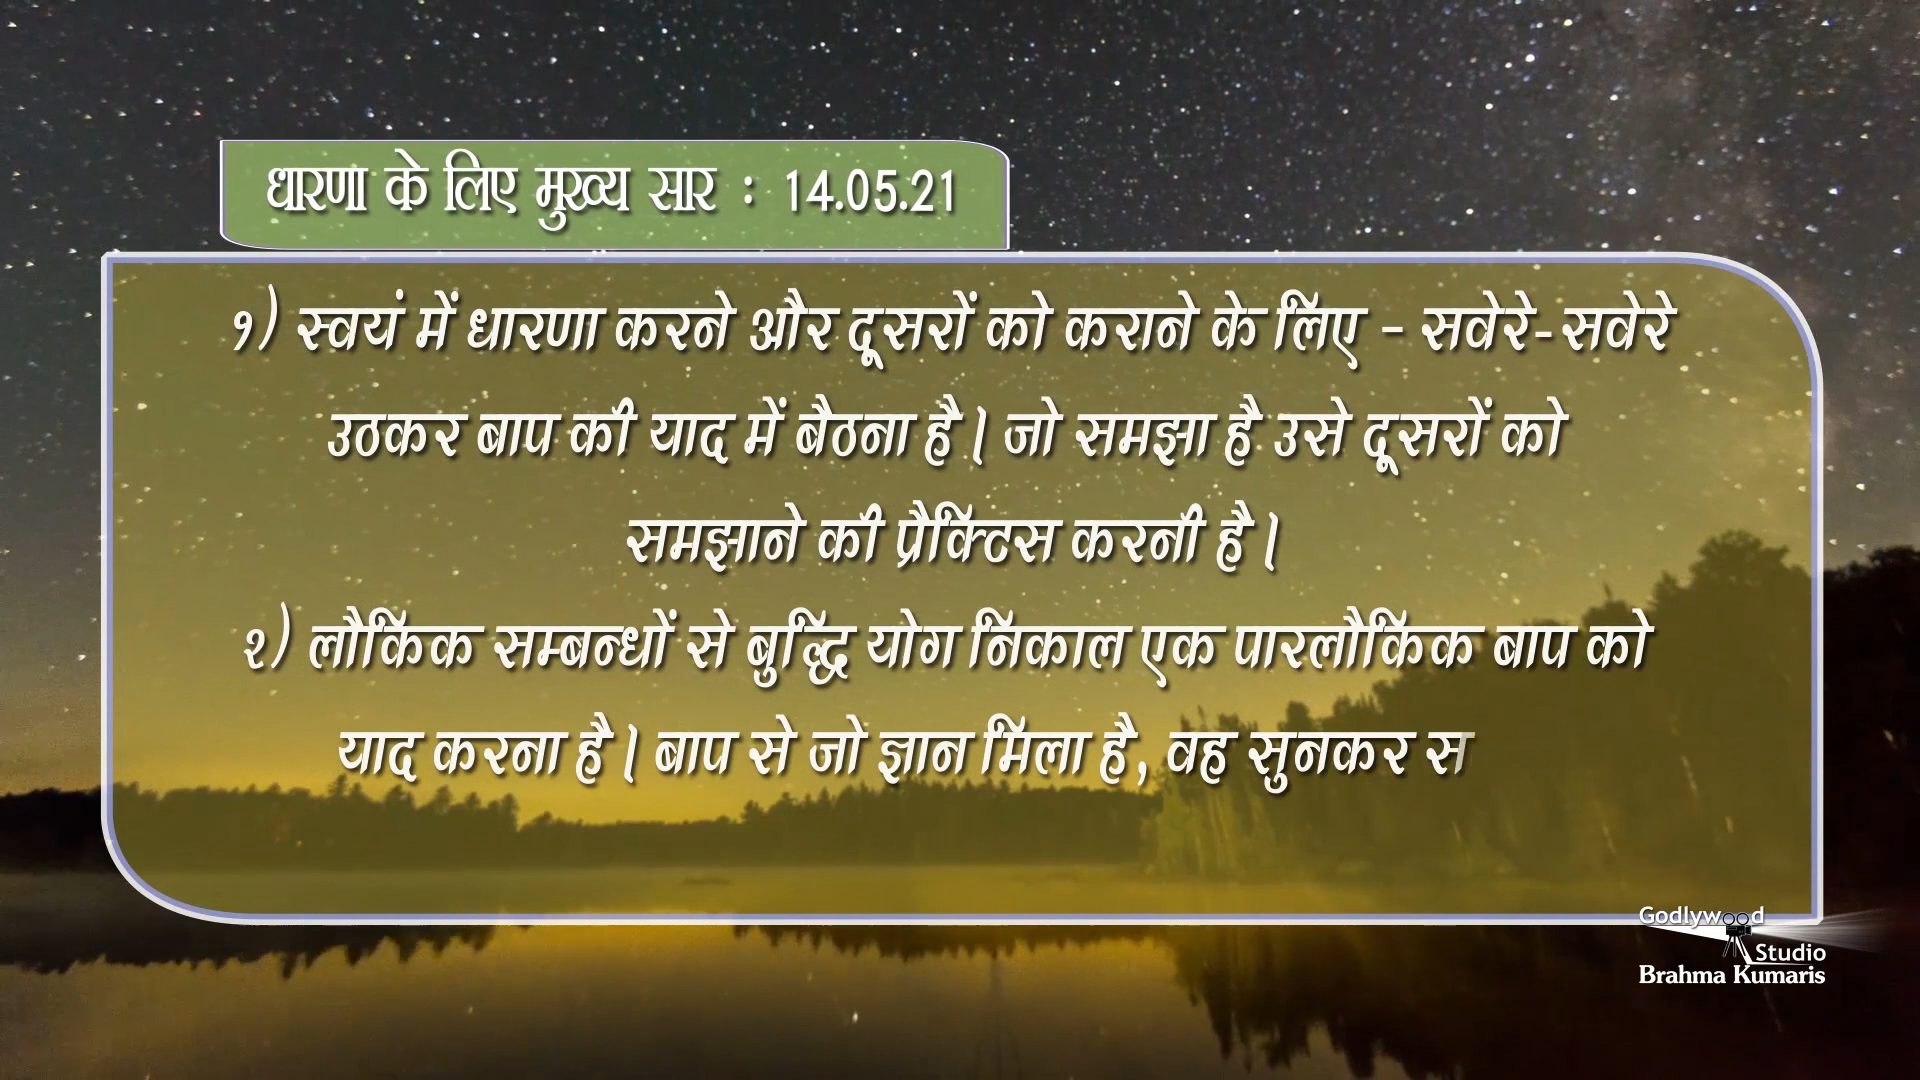 धारणा के लिए मुख्य सार : 14.05.21
१) स्वयं में धारणा करने और दूसरों को कराने के लिए - सवेरे-सवेरे
उठकर बाप की याद में बैठना है। जो समझा है उसे दूसरों को
समझाने की प्रैक्टिस करनी है।
२) लौकिक सम्बन्धों से बुद्धि योग निकाल एक पारलौकिक बाप को
याद करना है। बाप से जो ज्ञान मिला है, वह सुनकर
Godlywood
Studio
Brahma Kumaris